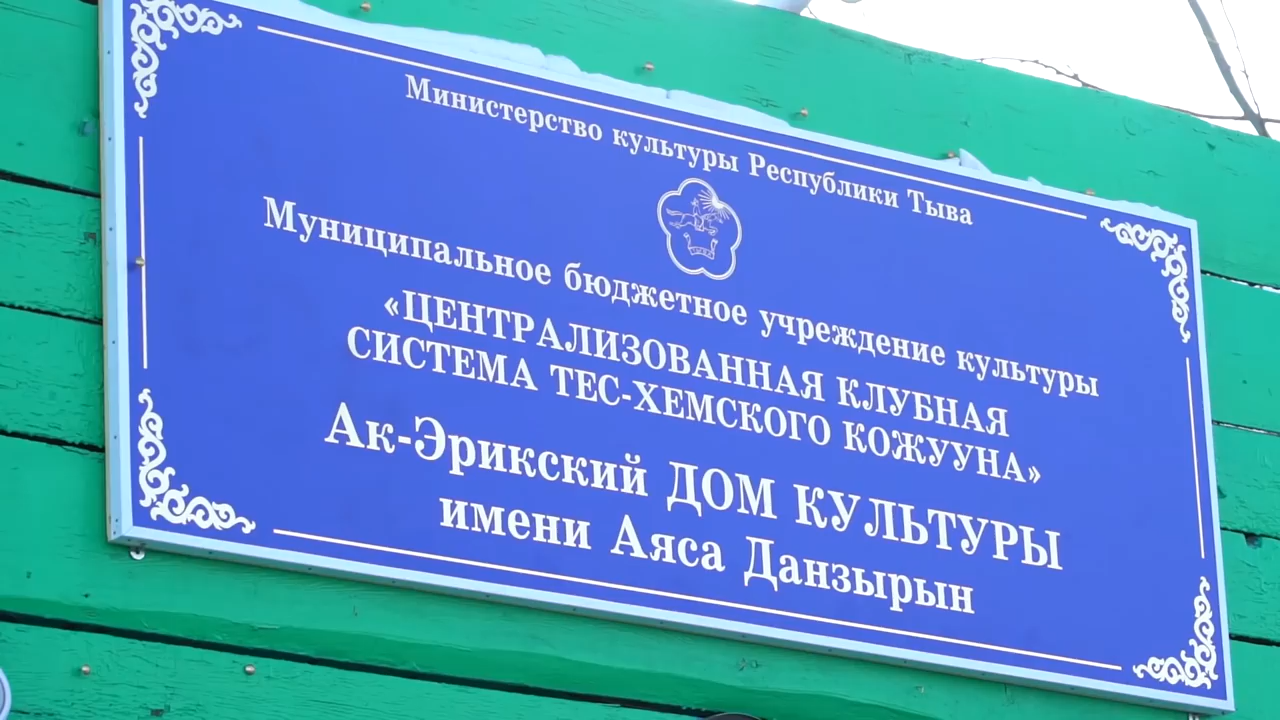 Министерство культуры Республики Тыва
Муниципальное бюджетное учреждение культуры
«ЦЕНТРАЛИЗОВАННАЯ КЛУБНАЯ
СИСТЕМА ТЕС-ХЕМСКОГО КОЖУУНА»
Ак-Эрикский ДОМ КУЛЬТУРЫ
имени Аяса Данзырын